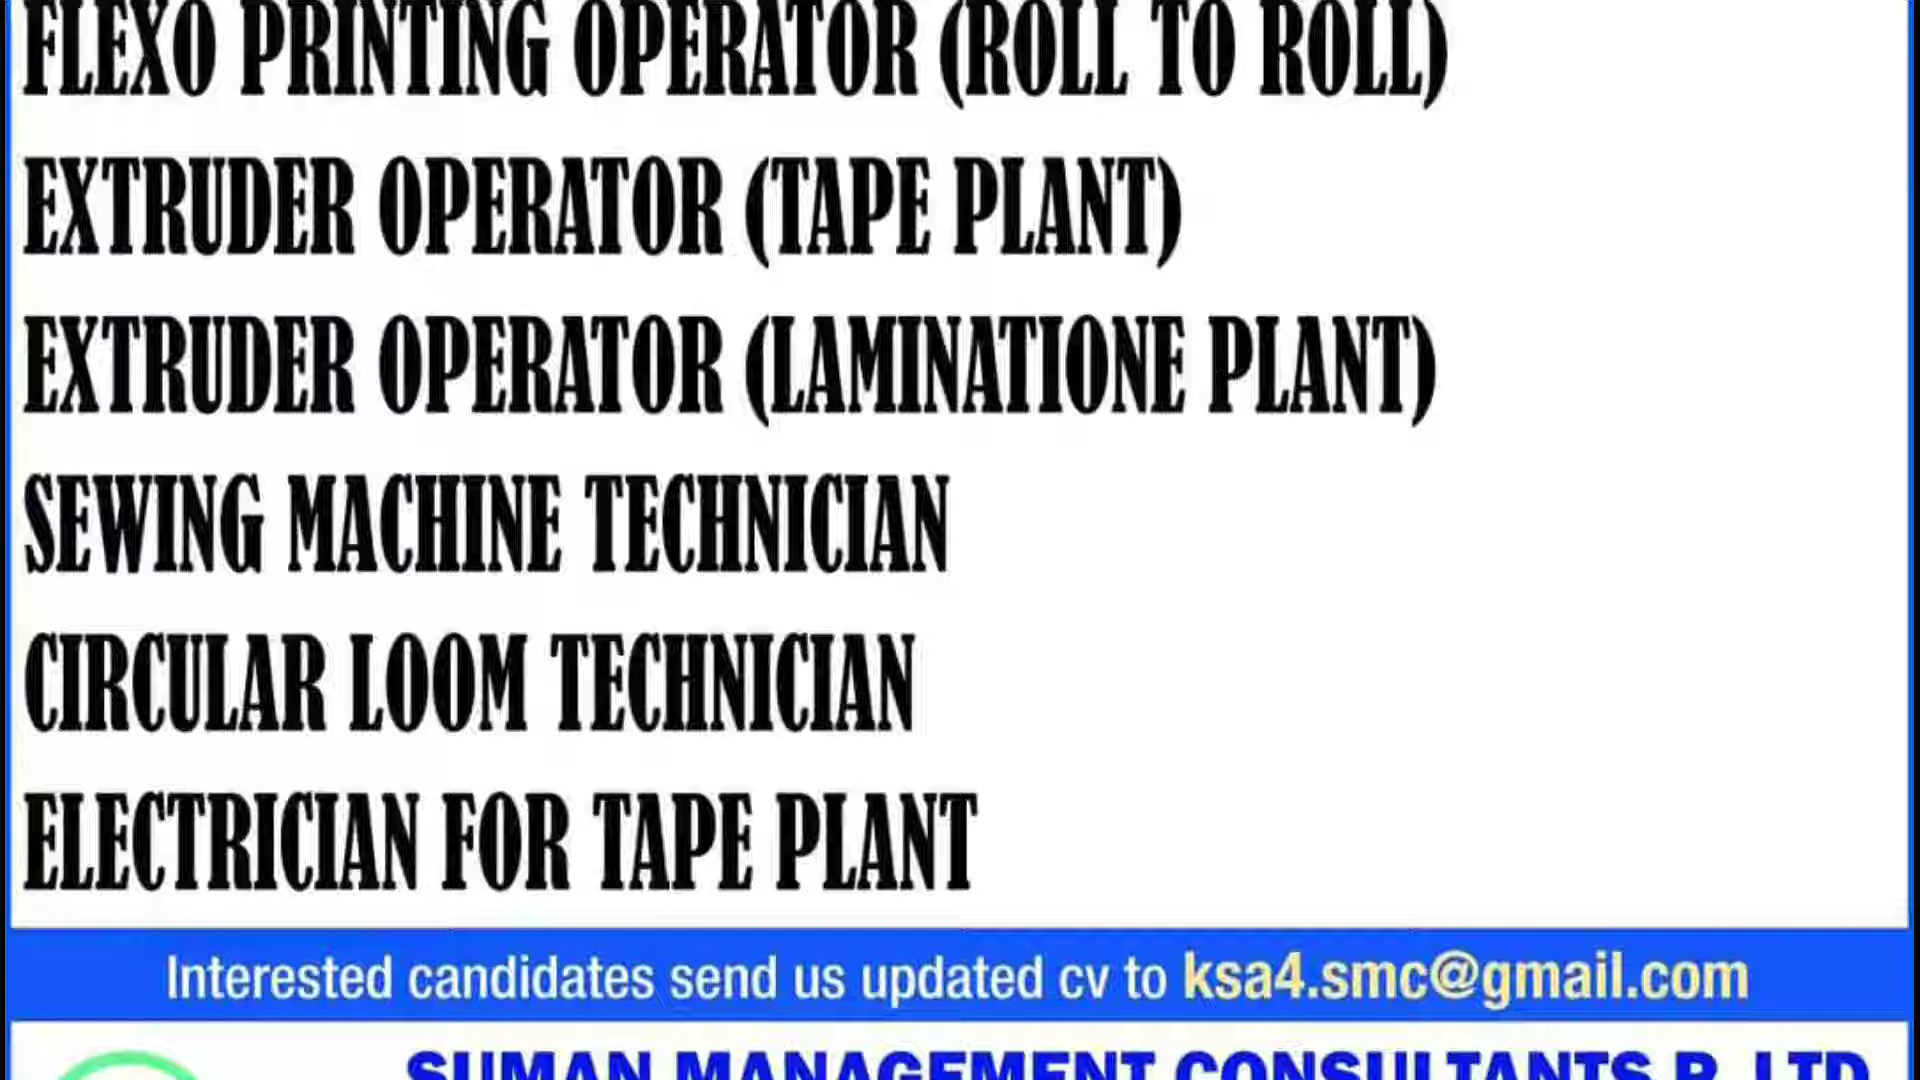 FLEXO PRINTING OPERATOR (ROLL TO ROLL)
EXTRUDER OPERATOR (TAPE PLANT)
EXTRUDER OPERATOR (LAMINATIONE PLANT)
SEWING MACHINE TECHNICIAN
CIRCULAR LOOM TECHNICIAN
ELECTRICIAN FOR TAPE PLANT
Interested candidates send us updated cv to ksa4.smc@gmail.com
SUMAN MANAGEMENT CONSULTANTS P. LTD